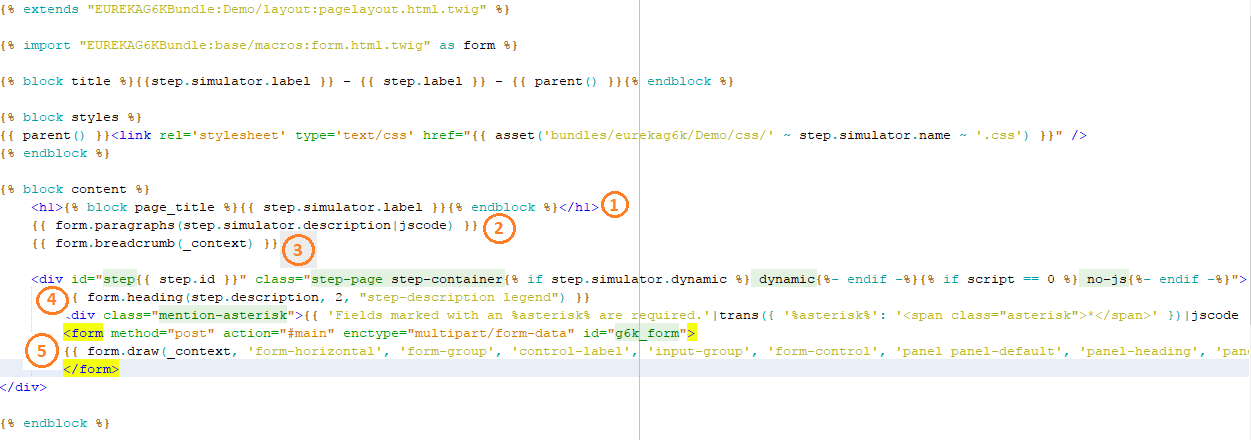 {% extends "EUREKAG6KBundle:Demo/layout:pagelayout.html.twig" %}
{% import "EUREKAG6KBundle:base/macros:form.html.twig" as form %}
{% block title %}{{step.simulator.label }} - {{ step.label }} - {{ parent() }}{% endblock %}
{% block styles %}
{{ parent() }}<link rel='stylesheet' type='text/css' href="{{ asset('bundles/eurekag6k/Demo/css/' ~ step.simulator.name ~ '.css') }}" />
{% endblock %}
{% block content %}
<h1>{% block page_title %}{{ step.simulator.label }}{% endblock %}</h1> 1
{{ form.paragraphs(step.simulator.description|jscode) }} 2
{{ form.breadcrumb(_context) }} 3
<div id="step{{ step.id }}" class="step-page step-container{% if step.simulator.dynamic %} dynamic{%- endif -%}{% if script == 0 %} no-js{%- endif -%}">
4 { form.heading(step.description, 2, "step-description legend") }}
div class="mention-asterisk">{{ 'Fields marked with an %asterisk% are required.'|trans({ '%asterisk%': '<span class="asterisk">*</span>' })|jscode
<form method="post" action="#main" enctype="multipart/form-data" id="g6k_form">
5 {{ form.draw(_context, 'form-horizontal', 'form-group', 'control-label', 'input-group', 'form-control', 'panel panel-default', 'panel-heading', 'pane
</form>
</div>
{% endblock %}